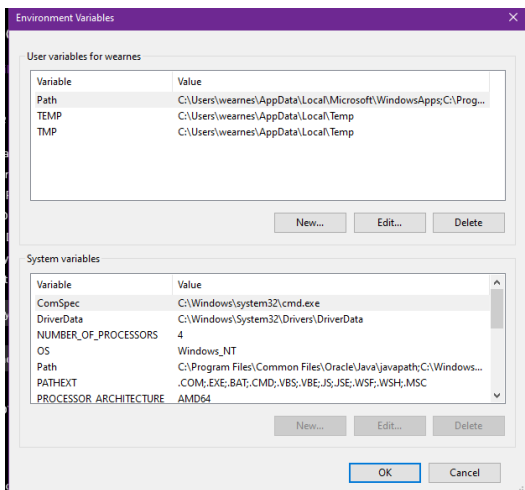 Environment Variables
User variables for wearnes
Variable Value
Path C:\Users\wearnes\AppData\Local\Microsoft\WindowsApps;C:\Prog...
TEMP C:\Users\wearnes\AppData\Local\Temp
TMP C:\Users\wearnes\AppData\Local\Temp
New... Edit... Delete
System variables
Variable Value
ComSpec C:\Windows\system32\cmd.exe
DriverData C:\Windows\System32\Drivers\DriverData
NUMBER_OF_PROCESSORS 4
OS Windows_NT
Path C:\Program Files\Common Files\Oracle\Java\javapath;C:\Windows...
PATHEXT .COM;.EXE;.BAT;.CMD;.VBS;.VBE;.JS;.JSE;.WSF;.WSH;.MSC
PROCESSOR_ARCHITECTURE AMD64
New... Edit... Delete
OK Cancel